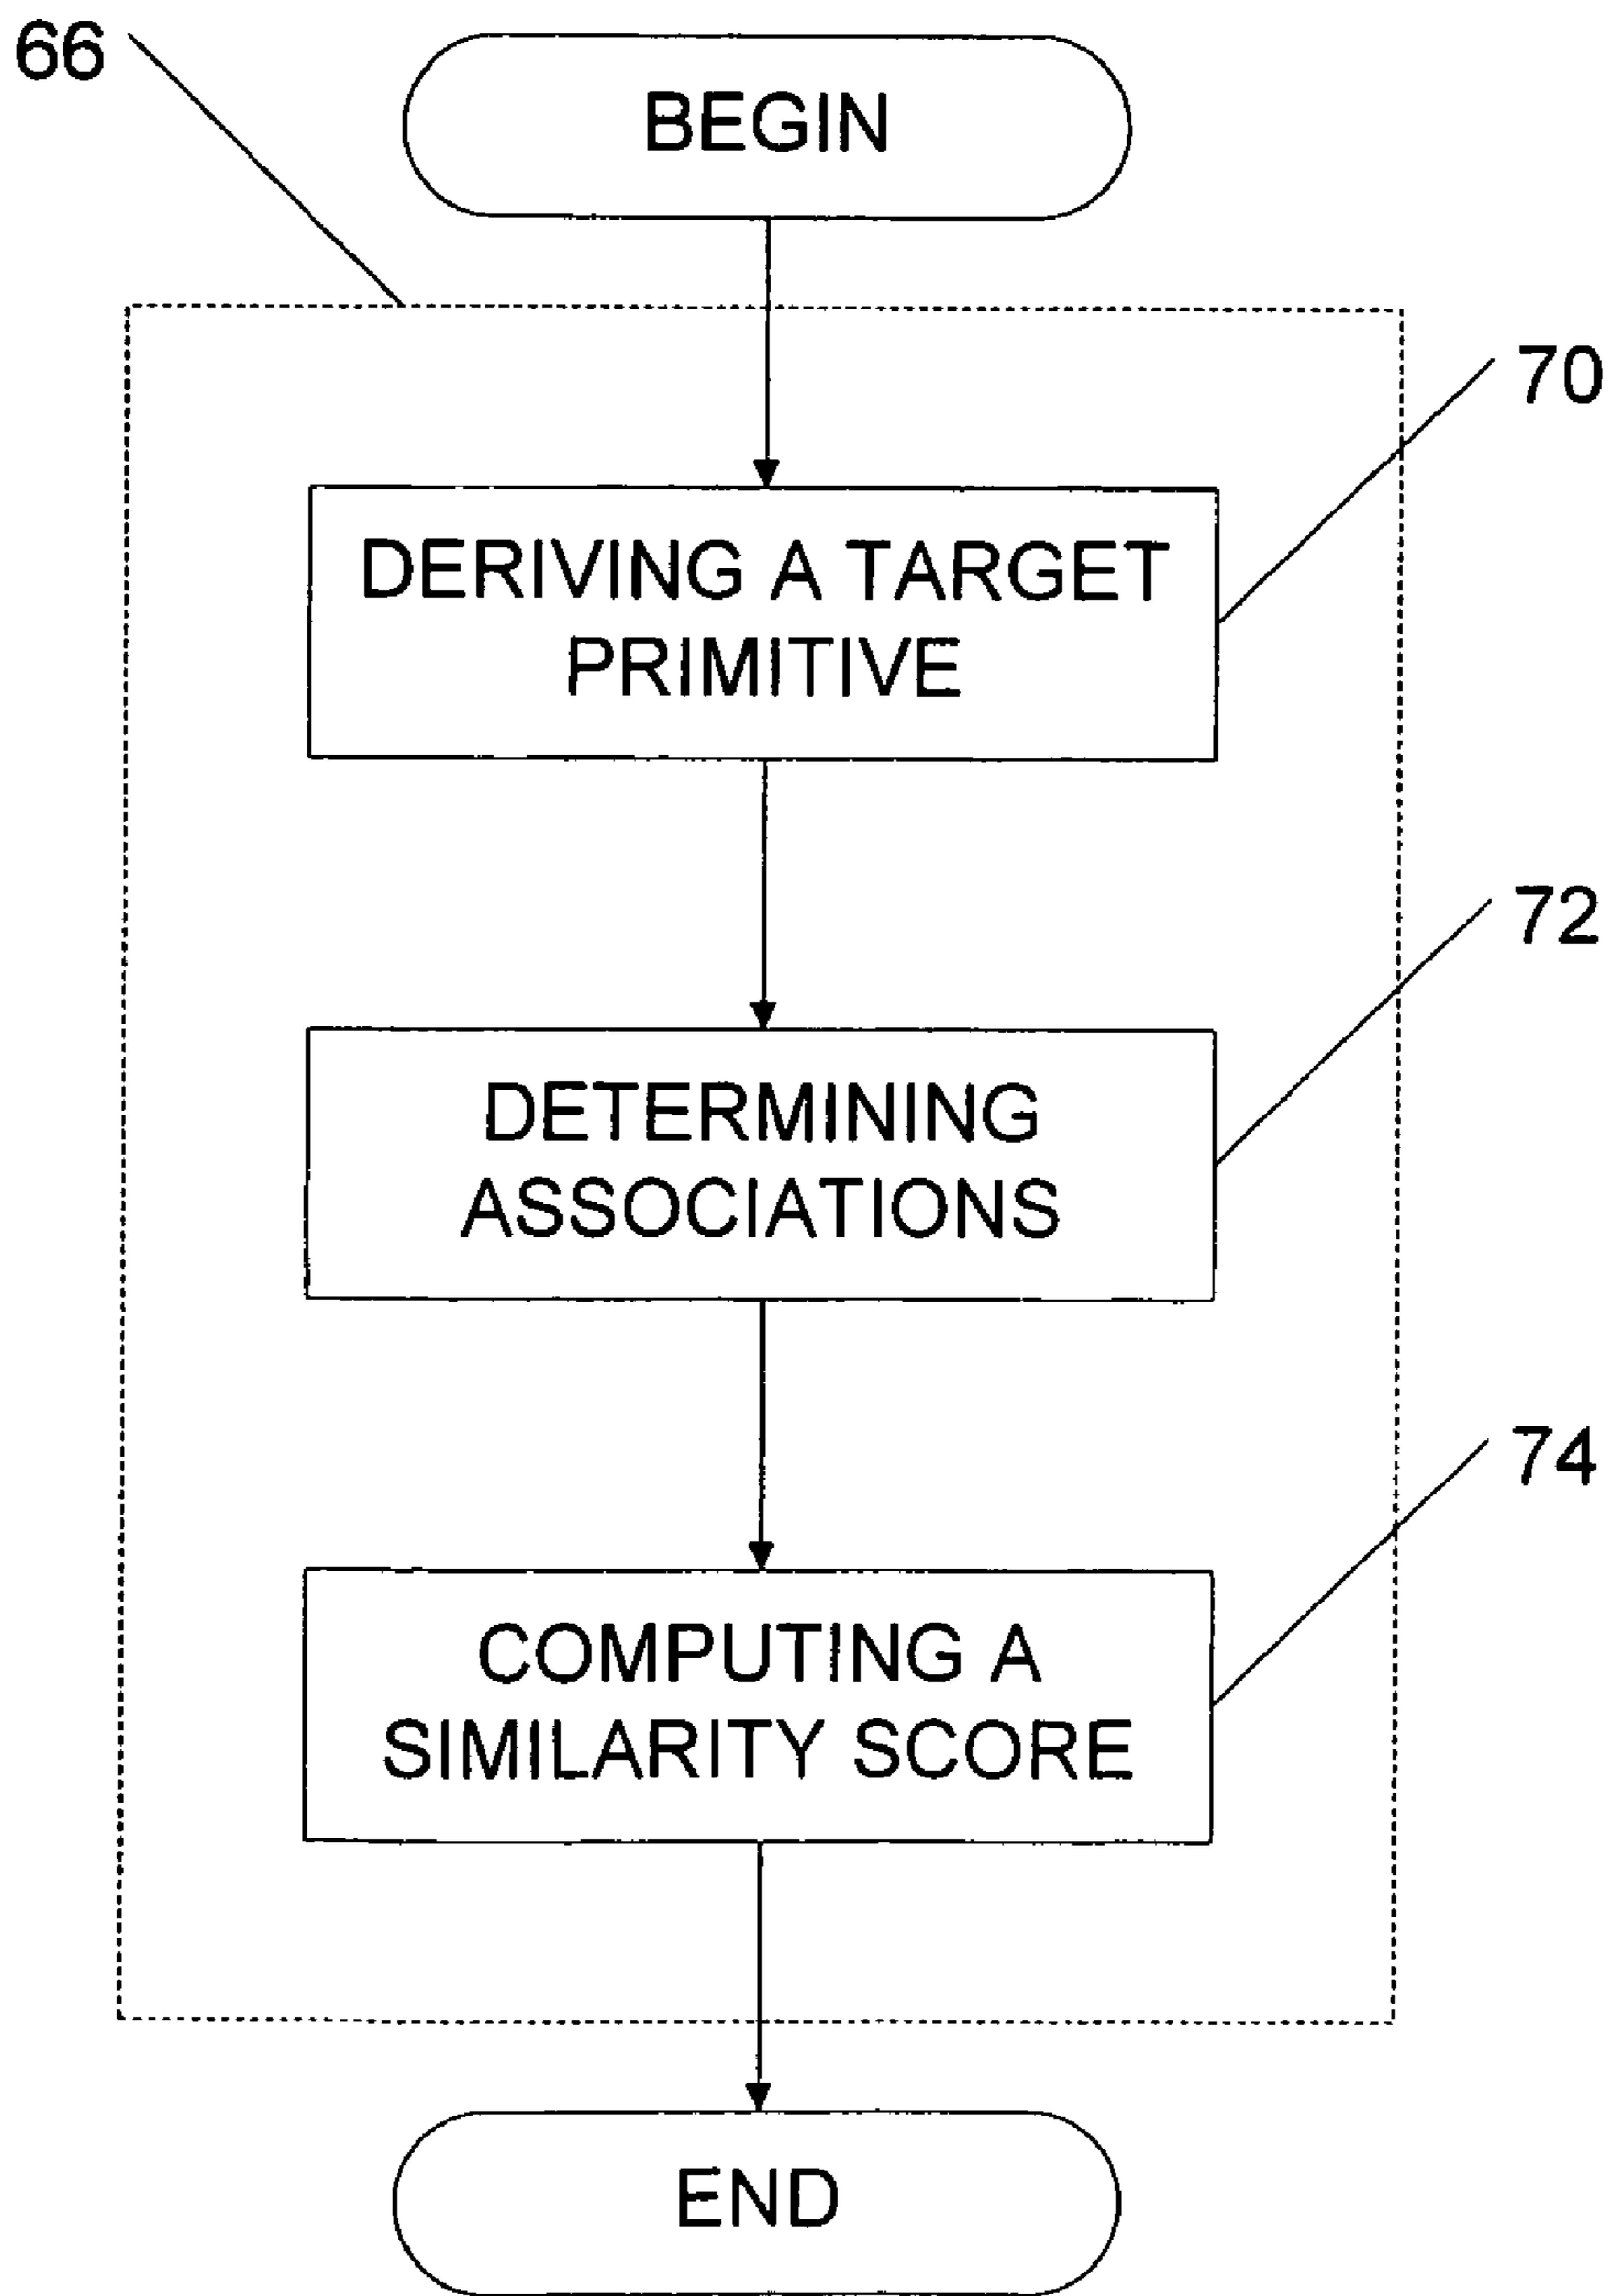 66
BEGIN
70
DERIVING A TARGET
PRIMITIVE
72
DETERMINING
ASSOCIATIONS
74
COMPUTING A
SIMILARITY SCORE
END